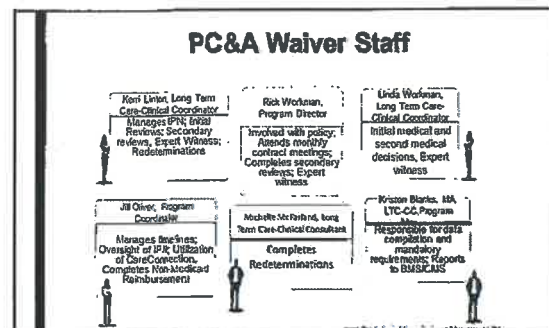 PC&A Waiver Staff
Kerri Linton, Long Term
Care-Clinical Coordinator
Manages IPN; Initial
Reviews; Secondary
reviews, Expert Witness;
Redeterminations
Rick Workman,
Program Director
Involved with policy;
Attends monthly
contract meetings;
Completes secondary
reviews; Expert
witness
Linda Workman,
Long Term Care-
Clinical Coordinator
Initial medical and
second medical
decisions, Expert
witness
Jill Oliver, Program
Coordinator
Manages timelines;
Oversight of IPN; Utilization
of CareConnection,
Completes Non-Medicaid
Reimbursement
Michelle McFarland, Long
Term Care-Clinical Consultant
Completes
Redeterminations
Kristen Blanks, MA
LTC-CC, Program
Responsible for data
compilation and
mandatory
requirements; Reports
to BMS/CMS